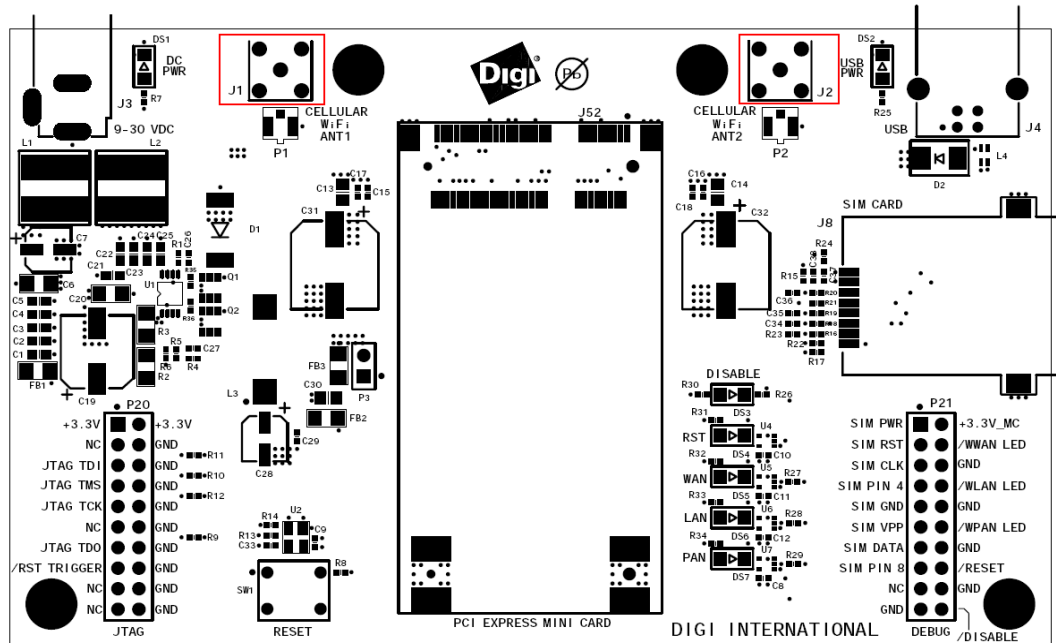 DS1
DC
PWR
R7
J3
9-30 VDC
J1
CELLULAR
WiFi
ANT1
P1
Digi®
Pb
J52
J2
CELLULAR
WiFi
ANT2
P2
DS2
USB
PWR
R25
USB
J4
L4
D2
L1
L2
C7
C6
C24
C25
C26
R1
C22
C21
C23
C20
U1
R35
R36
Q1
Q2
D1
C5
C4
C3
C2
C1
FB1
C19
R3
R2
R5
R6
R4
C27
C17
C13
C15
C31
C16
C14
C18
C32
SIM CARD
J8
R24
C38
C37
R15
R20
C36
R21
C35
R19
C34
R18
R23
R16
R22
R17
FB3
P3
C30
FB2
L3
C29
C28
P20
+3.3V +3.3V
NC GND
JTAG TDI GND
JTAG TMS GND
JTAG TCK GND
NC GND
JTAG TDO GND
/RST TRIGGER GND
NC GND
NC GND
JTAG
R11
R10
R12
R9
R14
R13
C33
U2
C9
R8
SW1
RESET
PCI EXPRESS MINI CARD
DISABLE
R30
R26
DS3
R31
U4
RST
C10
R32
DS4
U5
WAN
R27
R33
DS5
C11
U6
LAN
R28
R34
DS6
C12
U7
PAN
R29
DS7
C8
DIGI INTERNATIONAL
P21
SIM PWR +3.3V_MC
SIM RST /WWAN LED
SIM CLK GND
SIM PIN 4 /WLAN LED
SIM GND GND
SIM VPP /WPAN LED
SIM DATA GND
SIM PIN 8 /RESET
NC GND
GND
/DISABLE
DEBUG